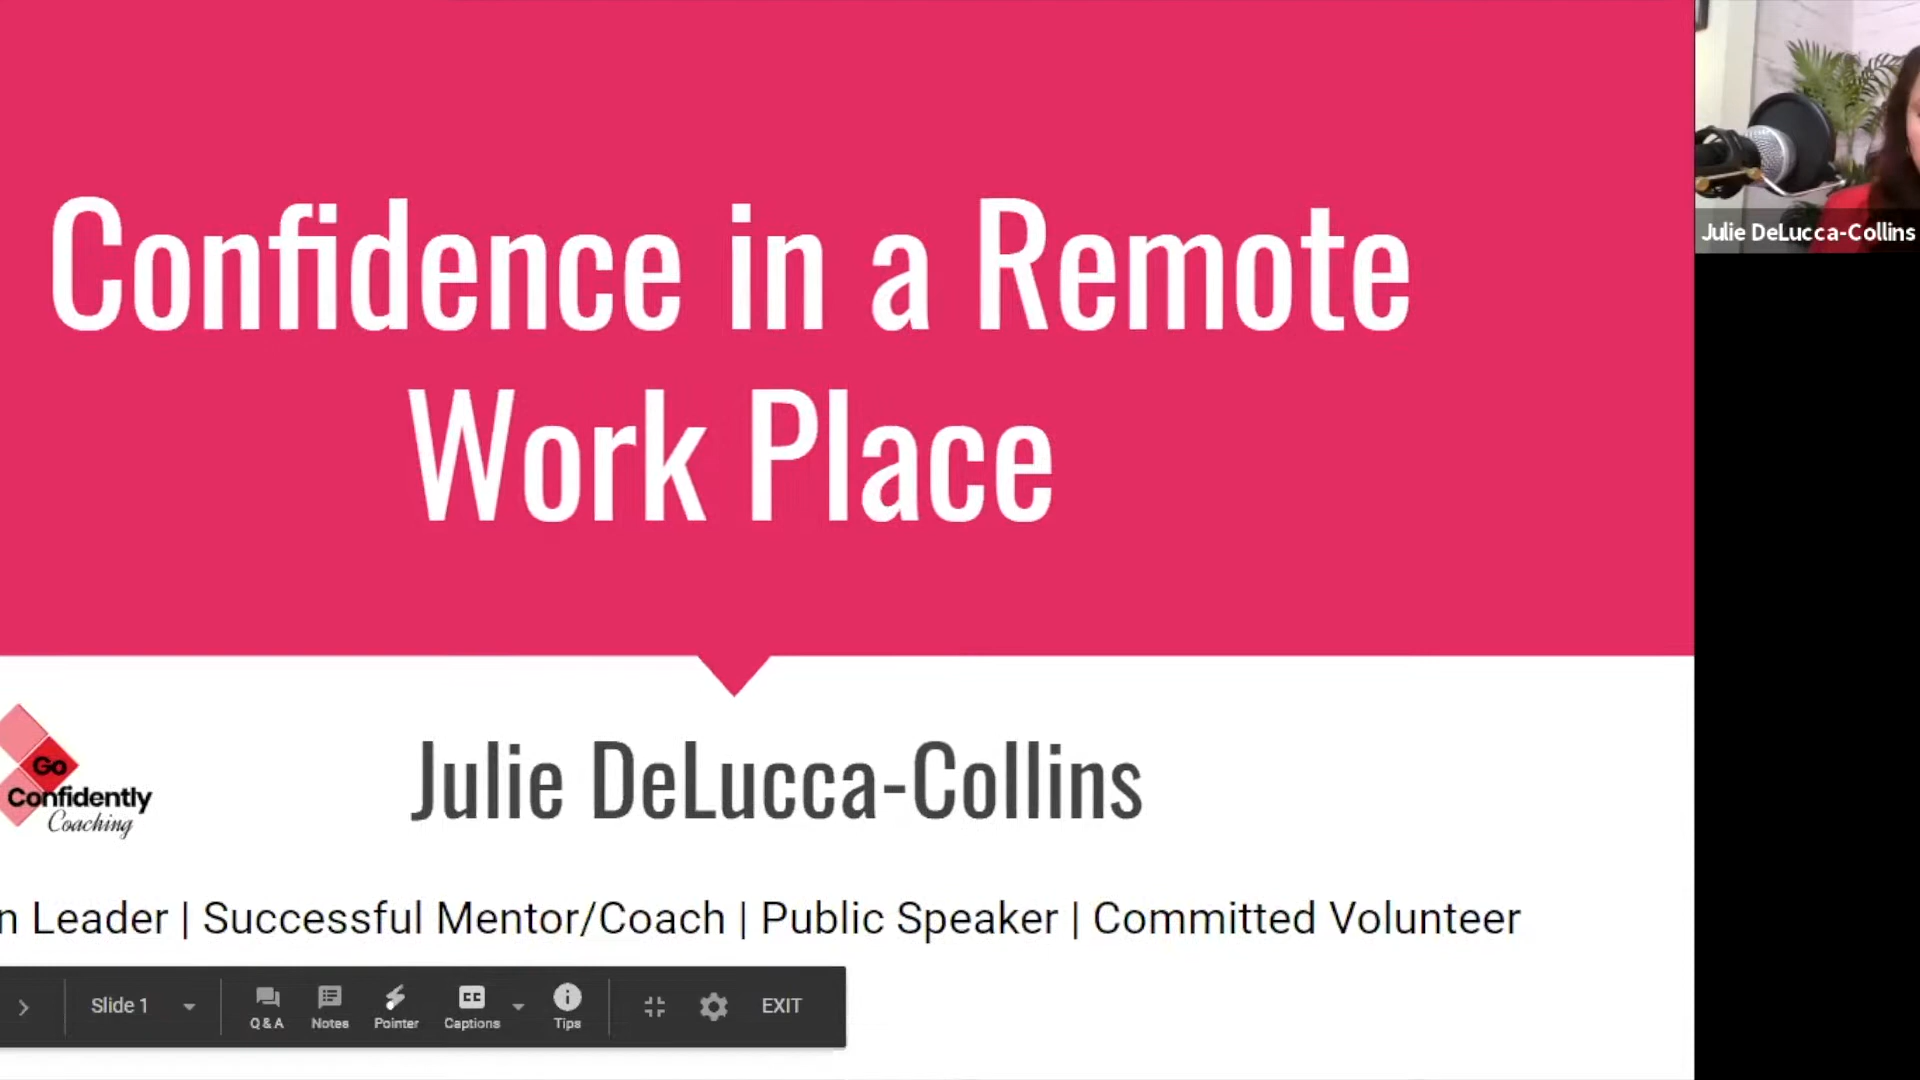 Confidence in a Remote
Work Place
Julie DeLucca-Collins
Go
Confidently
Coaching
Julie DeLucca-Collins
n Leader | Successful Mentor/Coach | Public Speaker | Committed Volunteer
Slide 1
Q & A
Notes
Pointer
CC
Captions
Tips
EXIT